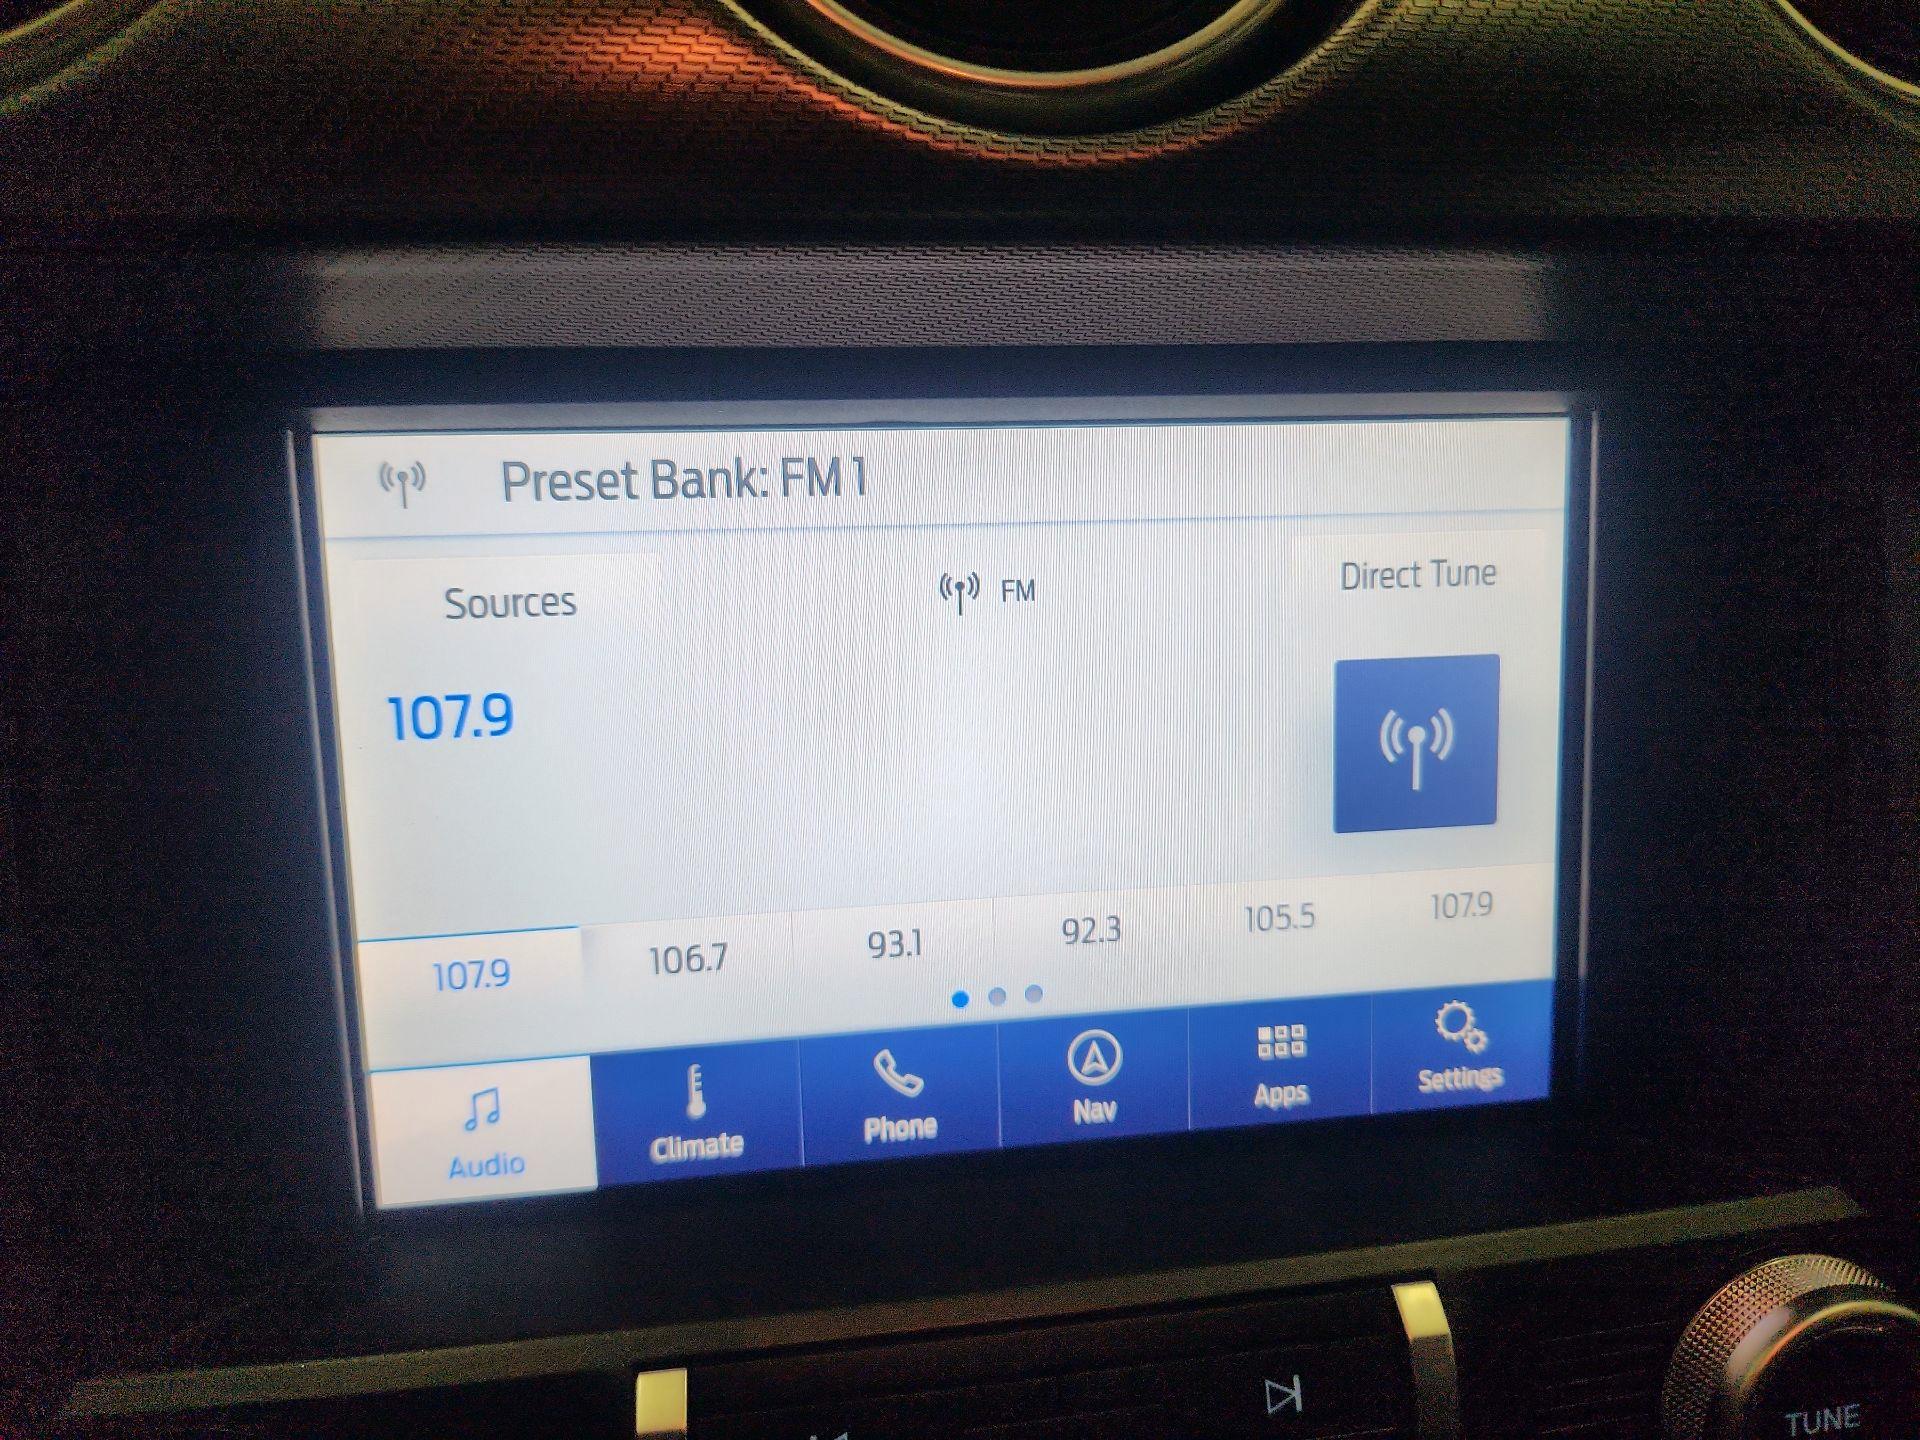 Preset Bank: FM 1
Sources
FM
Direct Tune
107.9
107.9 106.7 93.1 92.3 105.5 107.9
Audio Climate Phone Nav Apps Settings
TUNE